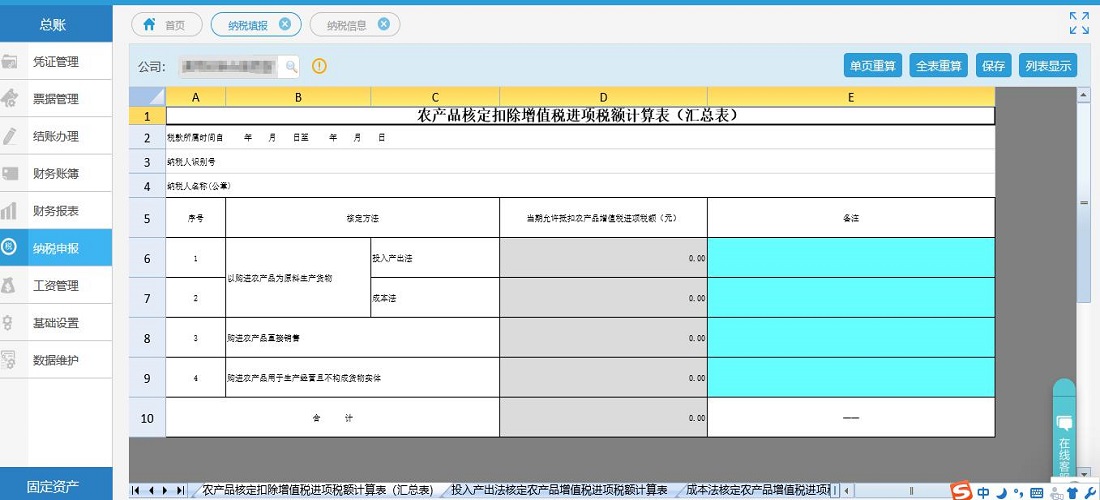 总账
首页
纳税填报
纳税信息
凭证管理
票据管理
结账办理
财务账簿
财务报表
税
纳税申报
工资管理
基础设置
数据维护
固定资产
公司:
单页重算
全表重算
保存
列表显示
A B C D E
1 农产品核定扣除增值税进项税额计算表（汇总表）
2 税款所属时间自 年 月 日至 年 月 日
3 纳税人识别号
4 纳税人名称(公章)
5 序号 核定方法 当期允许抵扣农产品增值税进项税额（元） 备注
6 1 以购进农产品为原料生产货物 投入产出法 0.00
7 2 成本法 0.00
8 3 购进农产品直接销售 0.00
9 4 购进农产品用于生产经营且不构成货物实体 0.00
10 合 计 0.00 ——
在线客
农产品核定扣除增值税进项税额计算表（汇总表） 投入产出法核定农产品增值税进项税额计算表 成本法核定农产品增值税进项
S 中